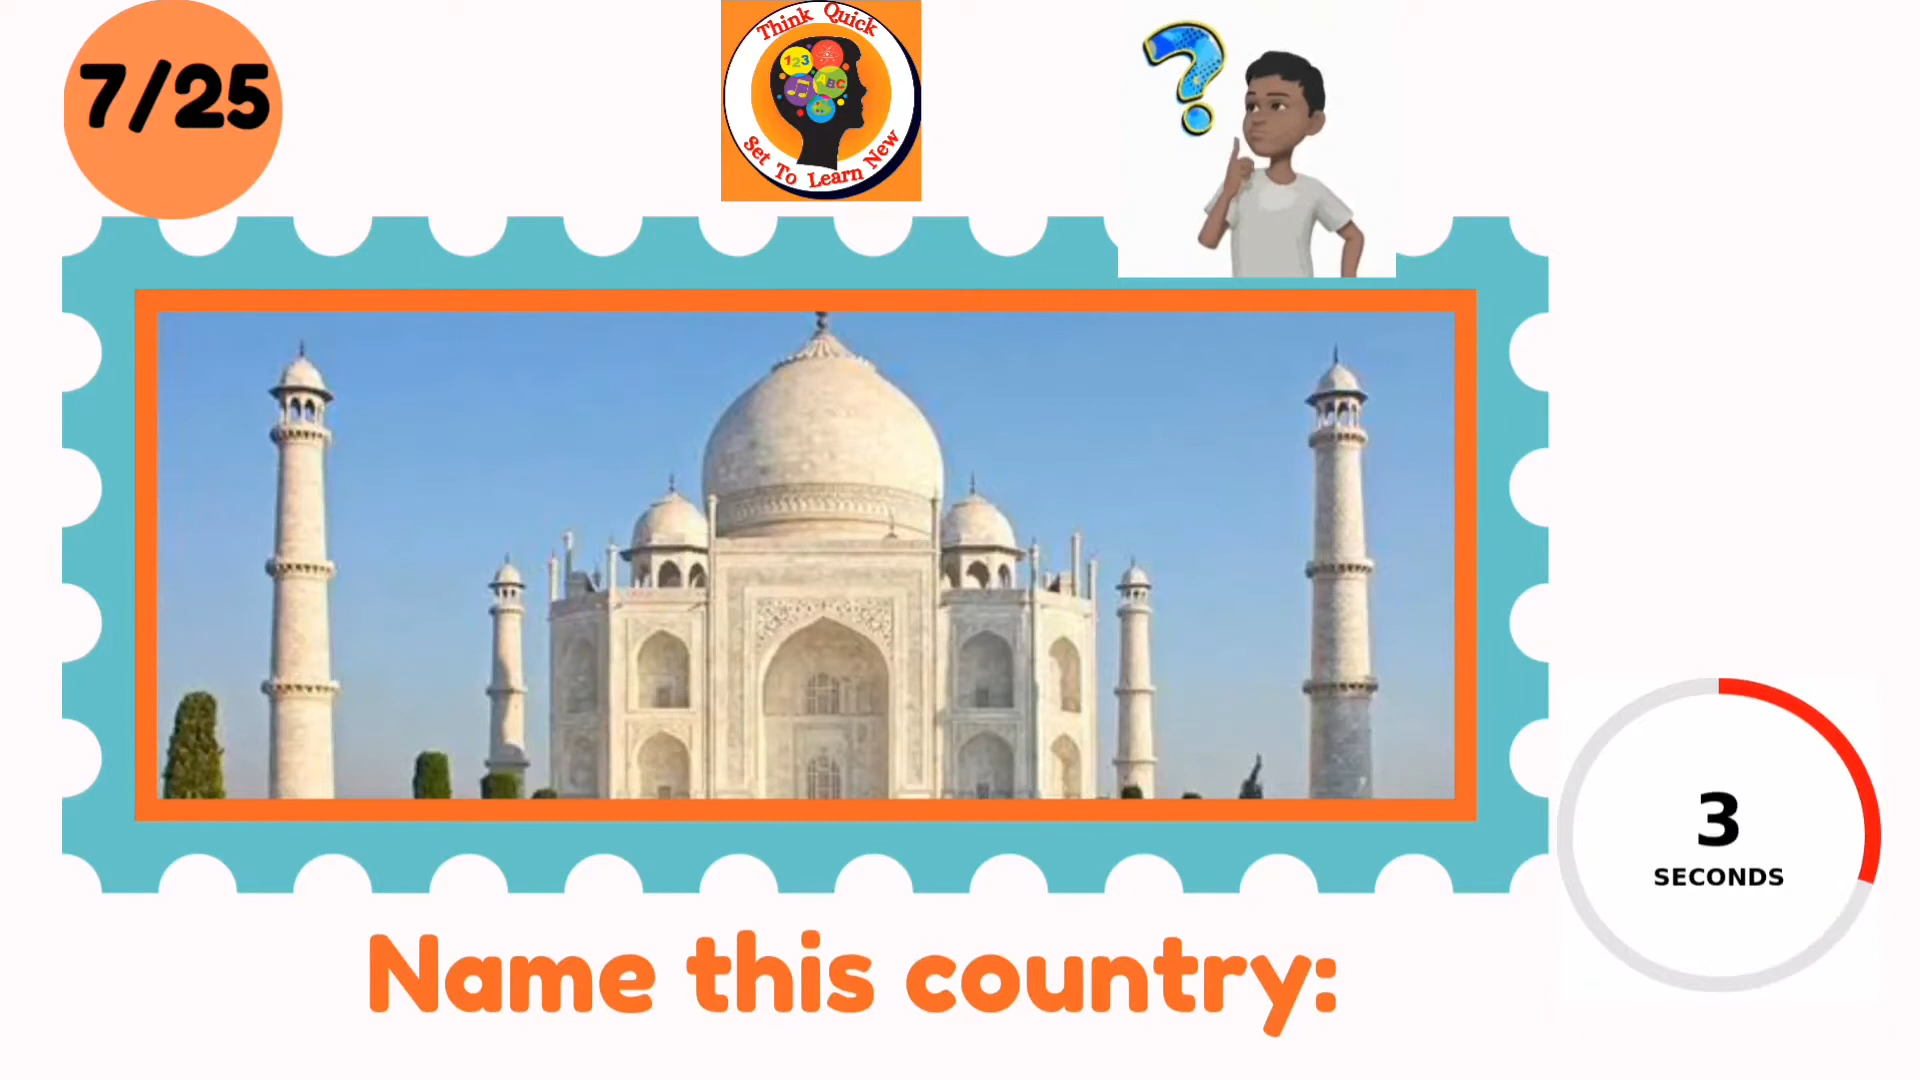 7/25
Think Quick
123
ABC
Set To Learn New
?
3
SECONDS
Name this country: